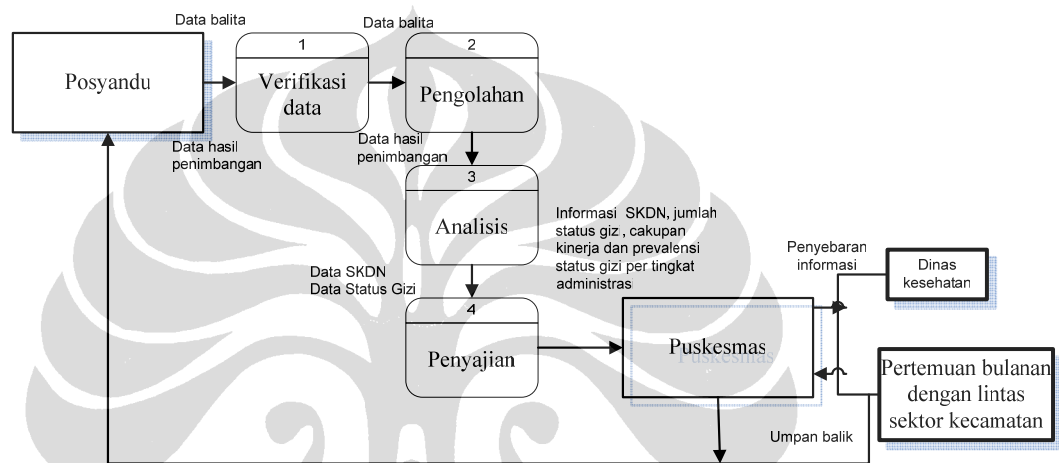 Data balita
Posyandu
Data hasil
penimbangan
1
Verifikasi
data
Data balita
2
Pengolahan
Data hasil
penimbangan
3
Analisis
Data SKDN
Data Status Gizi
4
Penyajian
Informasi SKDN, jumlah
status gizi , cakupan
kinerja dan prevalensi
status gizi per tingkat
administrasi
Puskesmas
Puskesmas
Penyebaran
informasi
Dinas
kesehatan
Pertemuan bulanan
dengan lintas
sektor kecamatan
Umpan balik